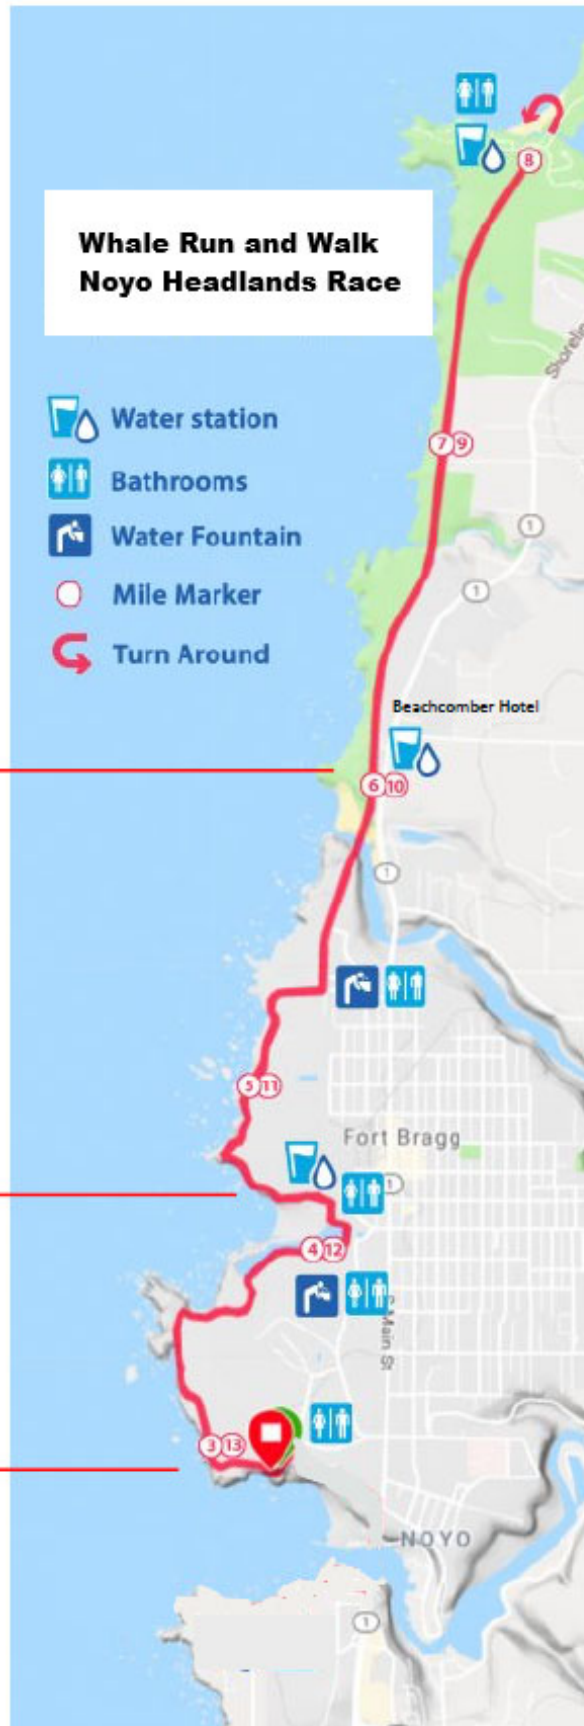 8
Whale Run and Walk
Noyo Headlands Race
Water station
Bathrooms
Water Fountain
Mile Marker
Turn Around
7 9
1
1
Beachcomber Hotel
6 10
1
5 11
Fort Bragg
1
4 12
Main St
3 13
NOYO
1